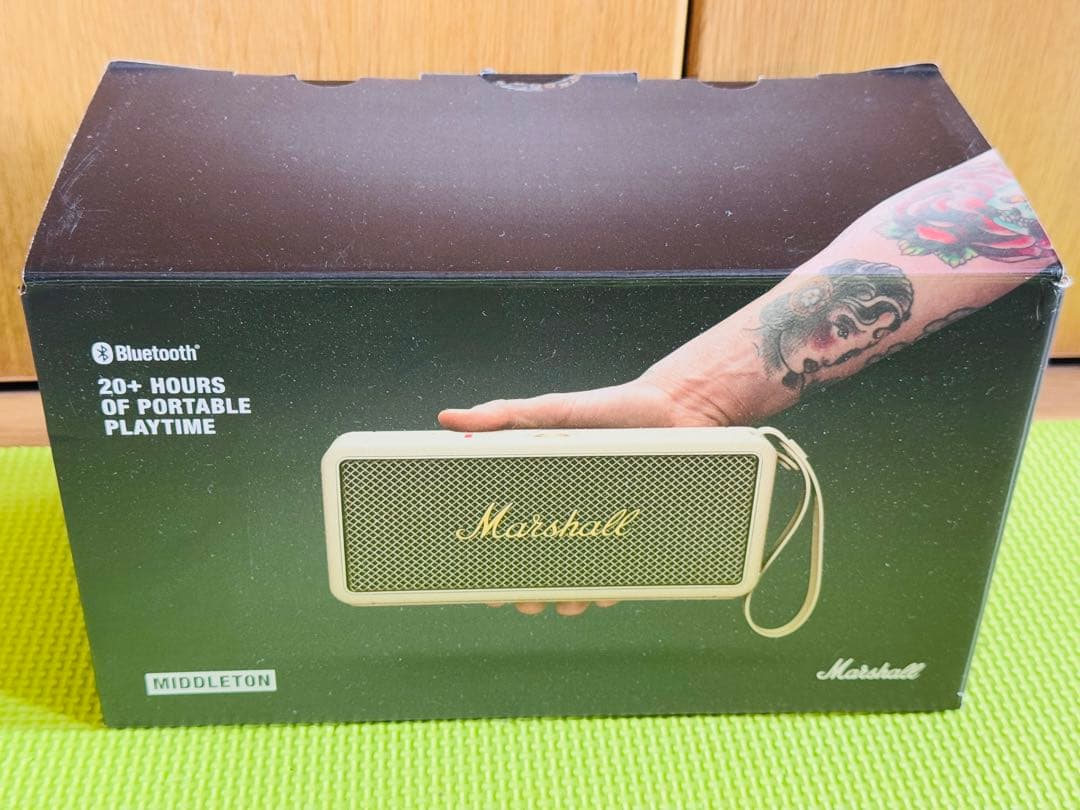 Bluetooth®
20+ HOURS
OF PORTABLE
PLAYTIME
Marshall
MIDDLETON
Marshall